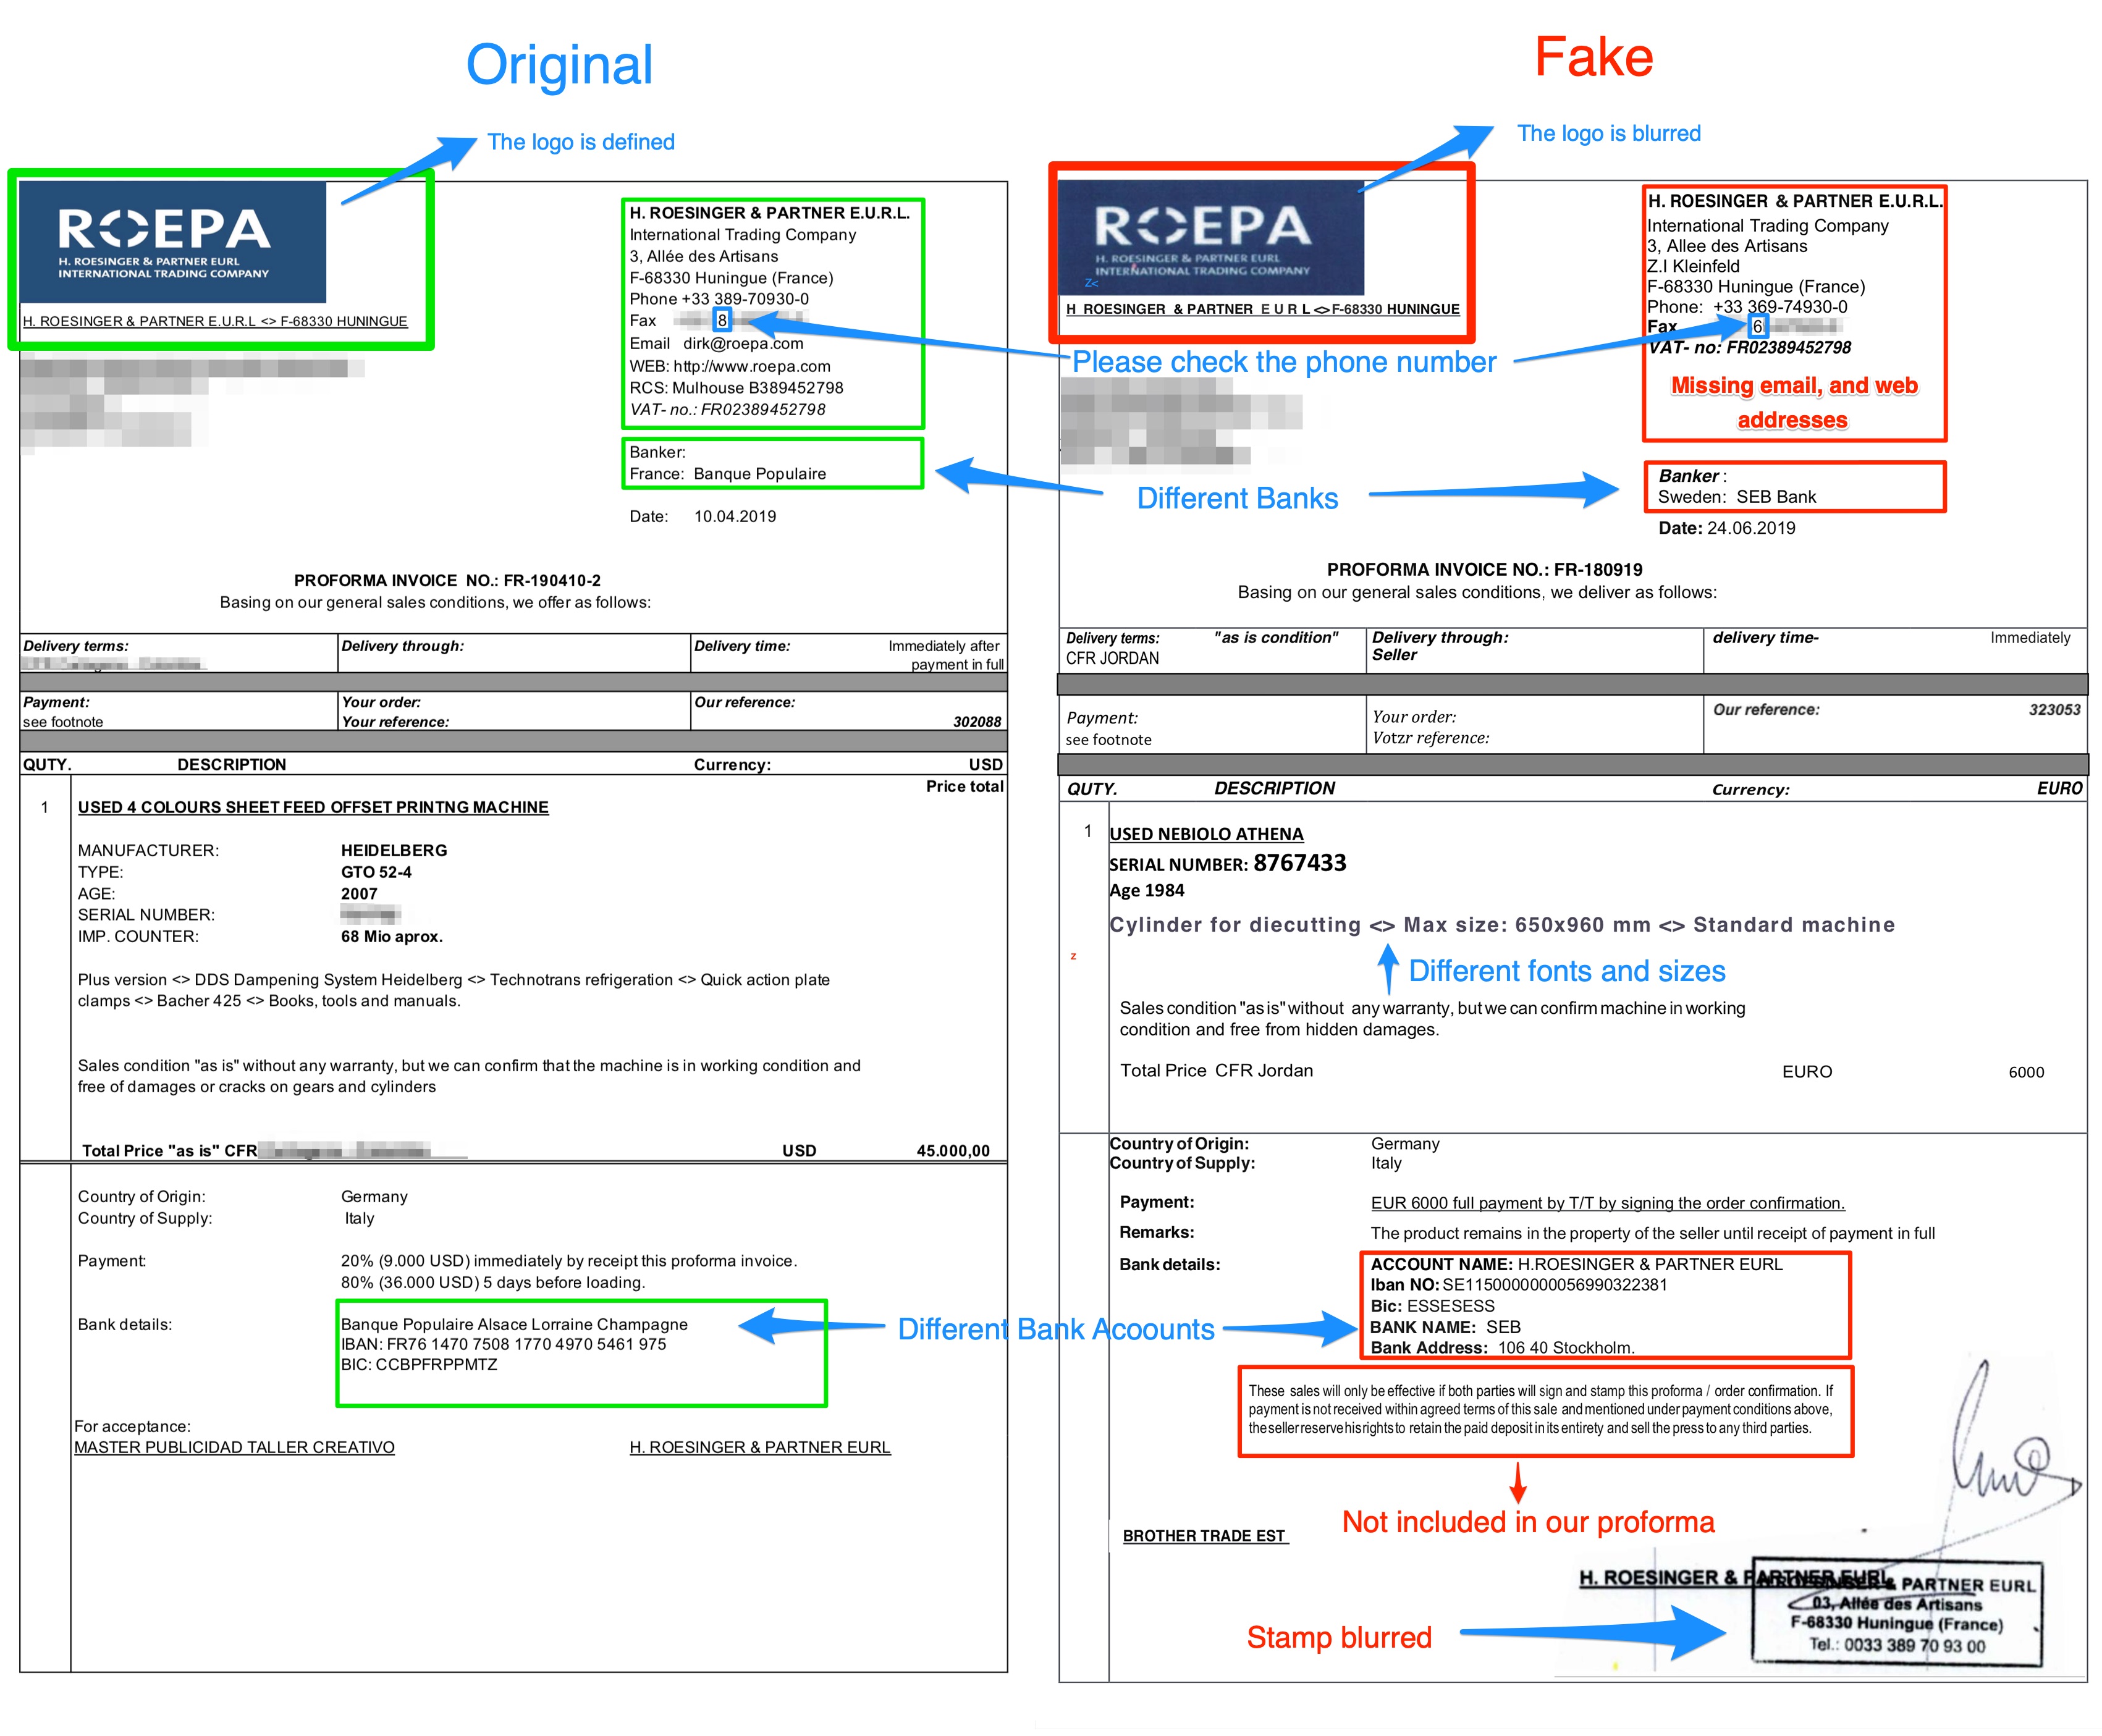 Original
The logo is defined
ROEPA
H. ROESINGER & PARTNER EURL
INTERNATIONAL TRADING COMPANY
H. ROESINGER & PARTNER E.U.R.L <> F-68330 HUNINGUE
H. ROESINGER & PARTNER E.U.R.L.
International Trading Company
3, Allée des Artisans
F-68330 Huningue (France)
Phone +33 389-70930-0
Fax 8
Email dirk@roepa.com
WEB: http://www.roepa.com
RCS: Mulhouse B389452798
VAT- no.: FR02389452798
Banker:
France: Banque Populaire
Date: 10.04.2019
PROFORMA INVOICE NO.: FR-190410-2
Basing on our general sales conditions, we offer as follows:
Delivery terms:
Delivery through:
Delivery time: Immediately after
payment in full
Payment:
see footnote
Your order:
Your reference:
Our reference:
302088
QUTY. DESCRIPTION Currency: USD
Price total
1 USED 4 COLOURS SHEET FEED OFFSET PRINTNG MACHINE
MANUFACTURER: HEIDELBERG
TYPE: GTO 52-4
AGE: 2007
SERIAL NUMBER:
IMP. COUNTER: 68 Mio aprox.
Plus version <> DDS Dampening System Heidelberg <> Technotrans refrigeration <> Quick action plate
clamps <> Bacher 425 <> Books, tools and manuals.
Sales condition "as is" without any warranty, but we can confirm that the machine is in working condition and
free of damages or cracks on gears and cylinders
Total Price "as is" CFR USD 45.000,00
Country of Origin: Germany
Country of Supply: Italy
Payment: 20% (9.000 USD) immediately by receipt this proforma invoice.
80% (36.000 USD) 5 days before loading.
Bank details: Banque Populaire Alsace Lorraine Champagne
IBAN: FR76 1470 7508 1770 4970 5461 975
BIC: CCBPFRPPMTZ
For acceptance:
MASTER PUBLICIDAD TALLER CREATIVO H. ROESINGER & PARTNER EURL
Please check the phone number
Different Banks
Different Bank Acoounts
Fake
The logo is blurred
ROEPA
H. ROESINGER & PARTNER EURL
INTERNATIONAL TRADING COMPANY
Z<
H ROESINGER & PARTNER E U R L <> F-68330 HUNINGUE
H. ROESINGER & PARTNER E.U.R.L.
International Trading Company
3, Allee des Artisans
Z.I Kleinfeld
F-68330 Huningue (France)
Phone: +33 369-74930-0
Fax 6
VAT- no: FR02389452798
Missing email, and web
addresses
Banker :
Sweden: SEB Bank
Date: 24.06.2019
PROFORMA INVOICE NO.: FR-180919
Basing on our general sales conditions, we deliver as follows:
Delivery terms: "as is condition"
CFR JORDAN
Delivery through:
Seller
delivery time- Immediately
Payment:
see footnote
Your order:
Votzr reference:
Our reference: 323053
QUTY. DESCRIPTION Currency: EURO
1 USED NEBIOLO ATHENA
SERIAL NUMBER: 8767433
Age 1984
Cylinder for diecutting <> Max size: 650x960 mm <> Standard machine
z
Different fonts and sizes
Sales condition "as is" without any warranty, but we can confirm machine in working
condition and free from hidden damages.
Total Price CFR Jordan EURO 6000
Country of Origin: Germany
Country of Supply: Italy
Payment: EUR 6000 full payment by T/T by signing the order confirmation.
Remarks: The product remains in the property of the seller until receipt of payment in full
Bank details: ACCOUNT NAME: H.ROESINGER & PARTNER EURL
Iban NO: SE1150000000056990322381
Bic: ESSESESS
BANK NAME: SEB
Bank Address: 106 40 Stockholm.
These sales will only be effective if both parties will sign and stamp this proforma / order confirmation. If
payment is not received within agreed terms of this sale and mentioned under payment conditions above,
the seller reserve his rights to retain the paid deposit in its entirety and sell the press to any third parties.
Not included in our proforma
BROTHER TRADE EST
H. ROESINGER & PARTNER EURL
ROESINGER & PARTNER EURL
03, Allée des Artisans
F-68330 Huningue (France)
Tel.: 0033 389 70 93 00
Stamp blurred